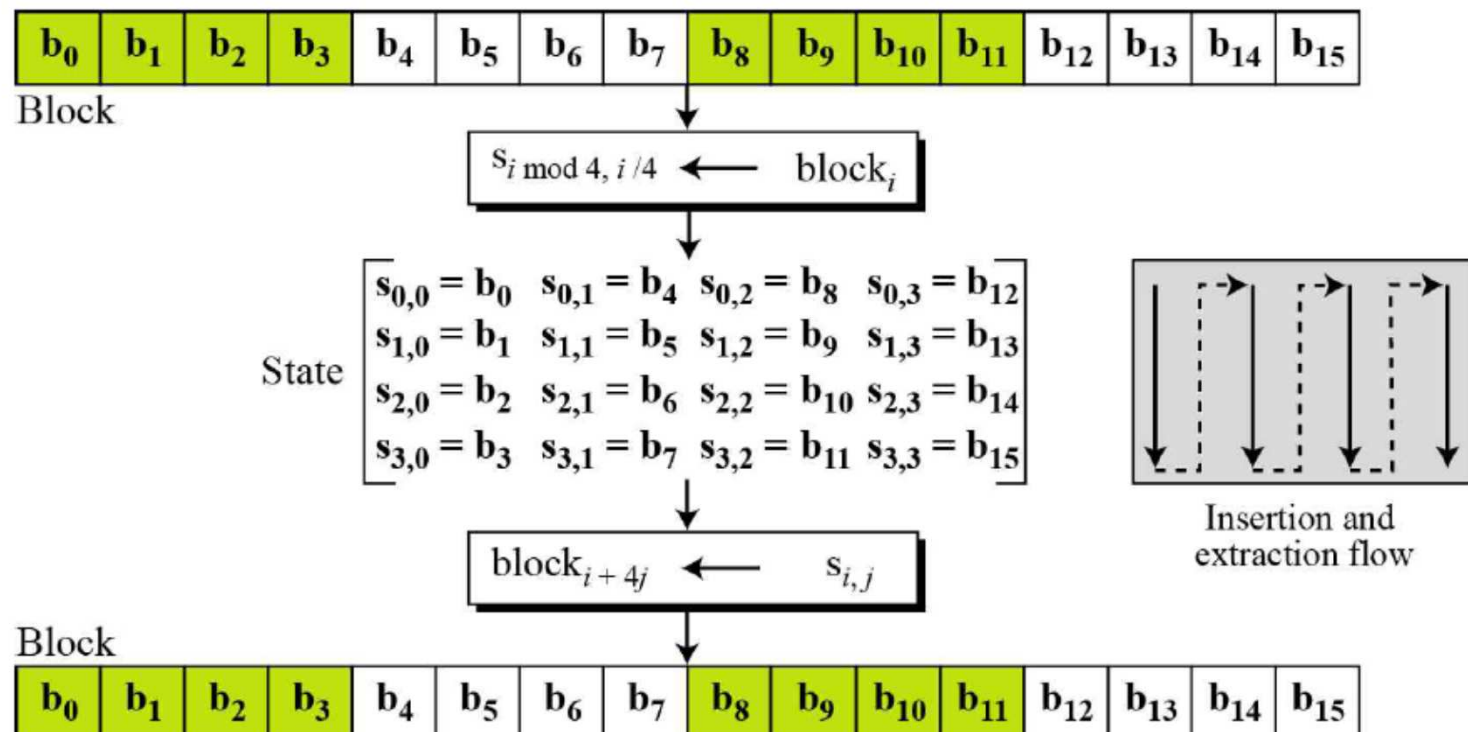 b₀ b₁ b₂ b₃ b₄ b₅ b₆ b₇ b₈ b₉ b₁₀ b₁₁ b₁₂ b₁₃ b₁₄ b₁₅
Block
s_{i mod 4, i/4} ← block_i
s₀,₀ = b₀ s₀,₁ = b₄ s₀,₂ = b₈ s₀,₃ = b₁₂
s₁,₀ = b₁ s₁,₁ = b₅ s₁,₂ = b₉ s₁,₃ = b₁₃
State
s₂,₀ = b₂ s₂,₁ = b₆ s₂,₂ = b₁₀ s₂,₃ = b₁₄
s₃,₀ = b₃ s₃,₁ = b₇ s₃,₂ = b₁₁ s₃,₃ = b₁₅
Insertion and
extraction flow
block_{i + 4j} ← s_{i, j}
Block
b₀ b₁ b₂ b₃ b₄ b₅ b₆ b₇ b₈ b₉ b₁₀ b₁₁ b₁₂ b₁₃ b₁₄ b₁₅